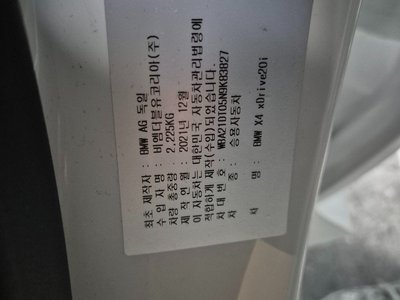 최초 제작자 : BMW AG 독일
수 입 자 명 : 비엠더블유코리아(주)
차량 총중량 : 2,225KG
제 작 연 월 : 2021년 12월
이 자동차는 대한민국 자동차관리법령에
적합하게 제작(수입)되었습니다.
차 대 번 호 : WBA21DT05N9K83827
차 종 : 승용자동차
차 명 : BMW X4 xDrive20i